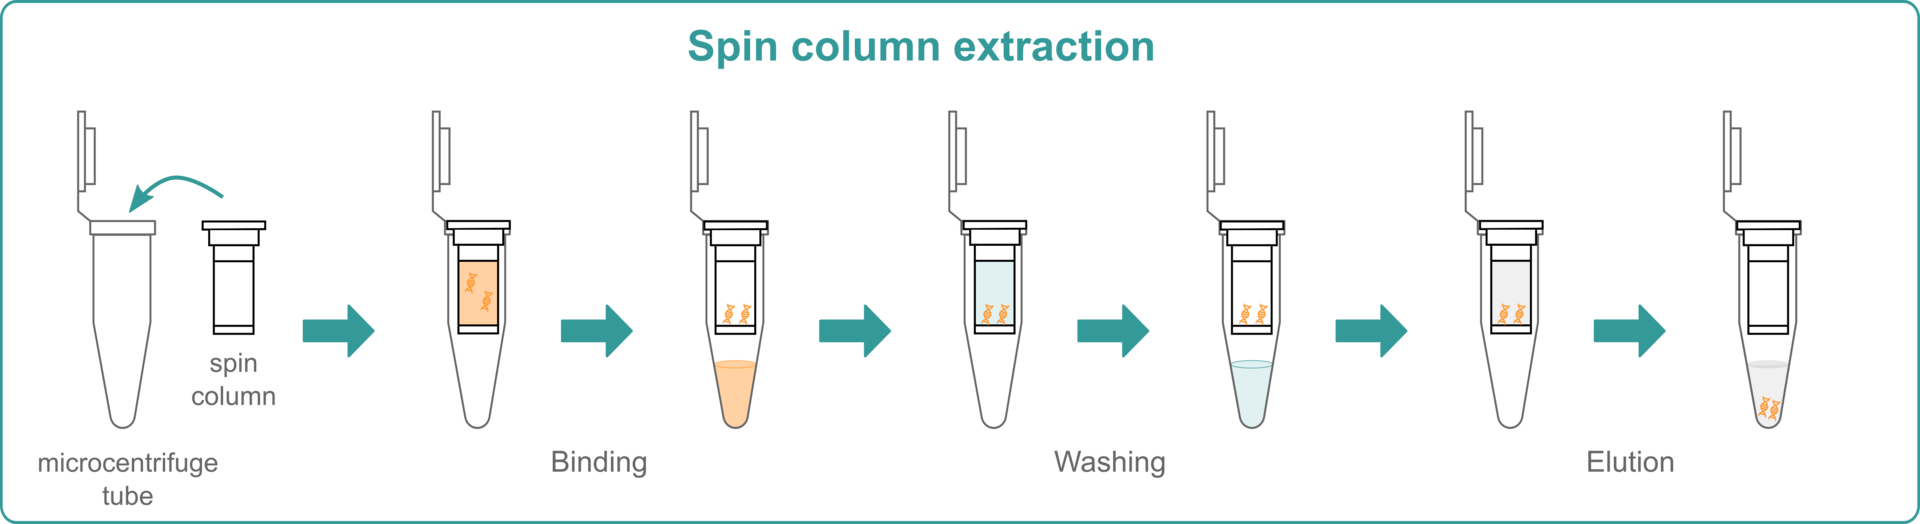 Spin column extraction
spin
column
microcentrifuge
tube
Binding
Washing
Elution